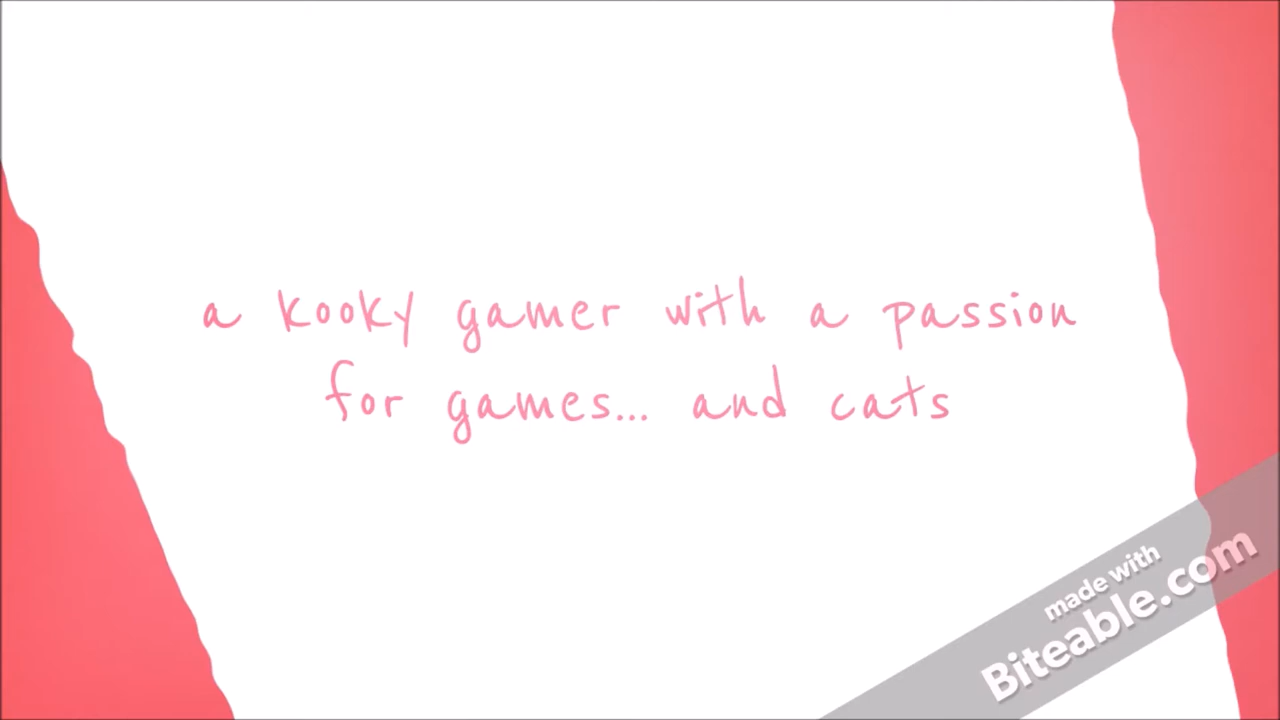 a kooky gamer with a passion
for games... and cats
made with
Biteable.com